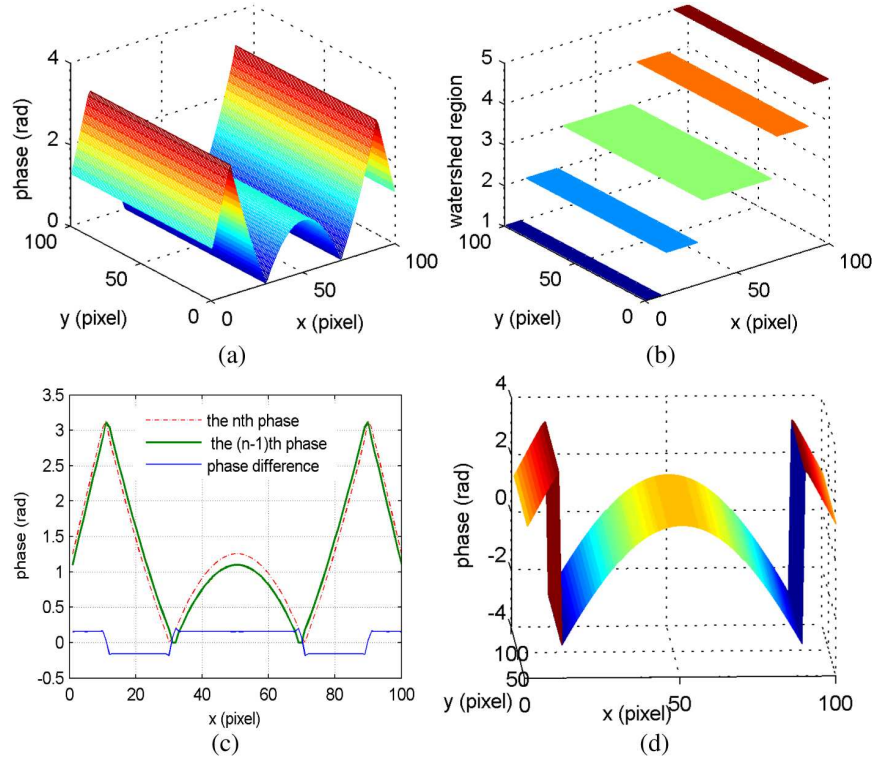 4
2
0
phase (rad)
100
50
0
y (pixel)
0
50
100
x (pixel)
(a)
5
4
3
2
1
watershed region
100
50
0
y (pixel)
0
50
100
x (pixel)
(b)
3.5
3
2.5
2
1.5
1
0.5
0
-0.5
phase (rad)
the nth phase
the (n-1)th phase
phase difference
0
20
40
60
80
100
x (pixel)
(c)
4
2
0
-2
-4
phase (rad)
100
50
y (pixel)
0
50
100
x (pixel)
(d)